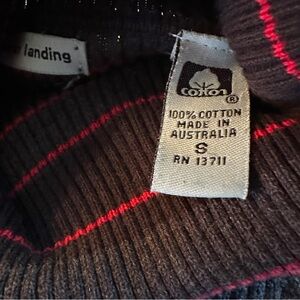 landing
cotton
®
100% COTTON
MADE IN
AUSTRALIA
S
RN 13711